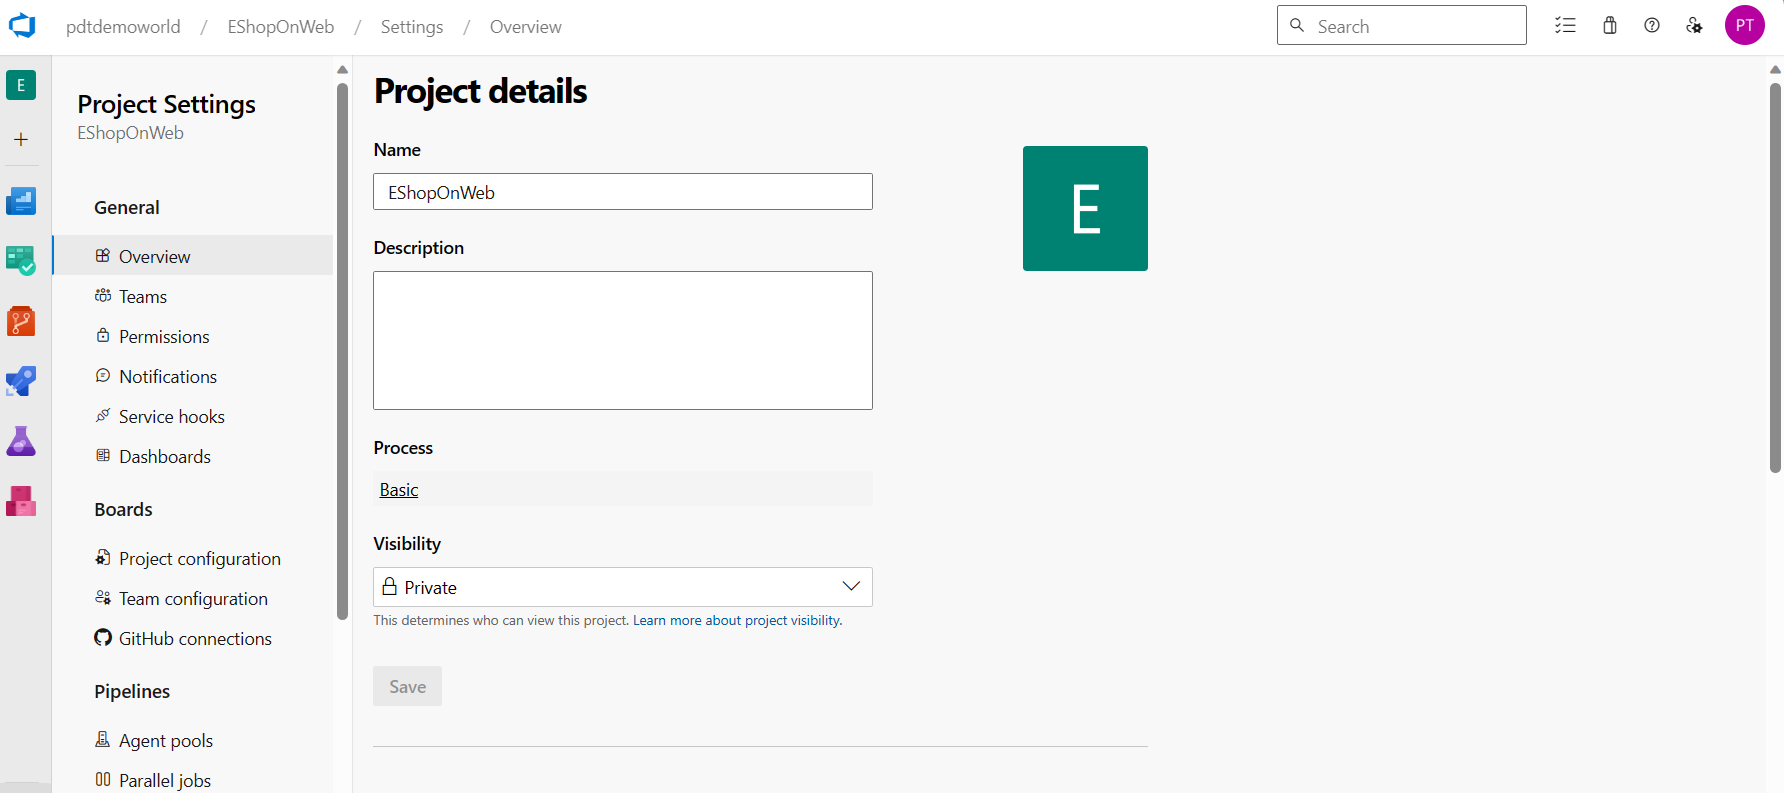 pdtdemoworld / EShopOnWeb / Settings / Overview
Search
PT
E
Project Settings
EShopOnWeb
General
Overview
Teams
Permissions
Notifications
Service hooks
Dashboards
Boards
Project configuration
Team configuration
GitHub connections
Pipelines
Agent pools
Parallel jobs
Project details
Name
EShopOnWeb
Description
Process
Basic
Visibility
Private
This determines who can view this project. Learn more about project visibility.
Save
E